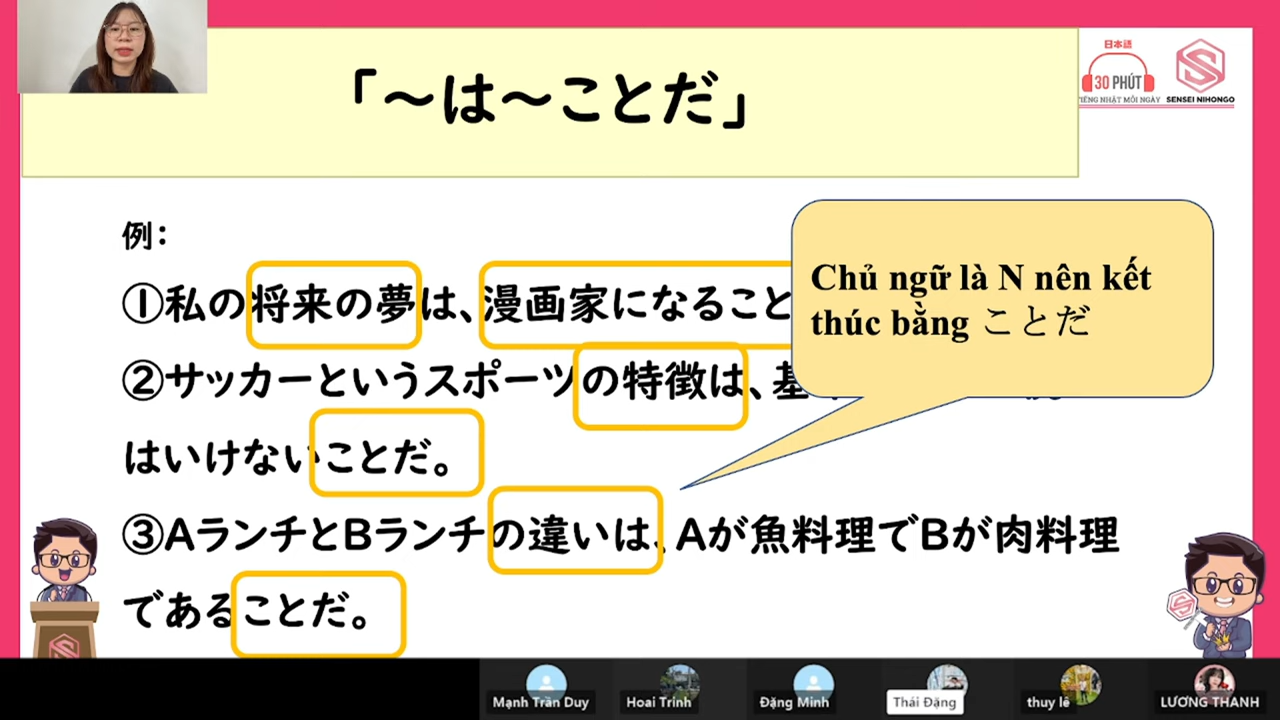 「～は～ことだ」
日本語
30 PHÚT
TIẾNG NHẬT MỖI NGÀY
SENSEI NIHONGO
例：
①私の将来の夢は、漫画家になること
Chủ ngữ là N nên kết
thúc bằng ことだ
②サッカーというスポーツの特徴は、基
はいけないことだ。
③AランチとBランチの違いは、Aが魚料理でBが肉料理
であることだ。
Mạnh Trần Duy
Hoai Trinh
Đặng Minh
Thái Đặng
thuy lê
LƯƠNG THANH